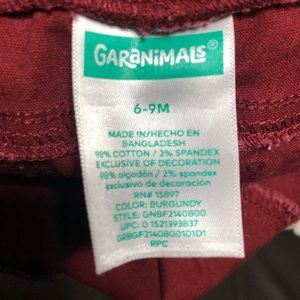 GARANIMALS®
6-9M
MADE IN/HECHO EN
BANGLADESH
98% COTTON / 2% SPANDEX
EXCLUSIVE OF DECORATION
98% algodón / 2% spandex
exclusivo de decoración
RN# 15897
COLOR: BURGUNDY
STYLE: GNBF2140800
UPC: 0 1521393837
GRBGF2140800101D1
RPC